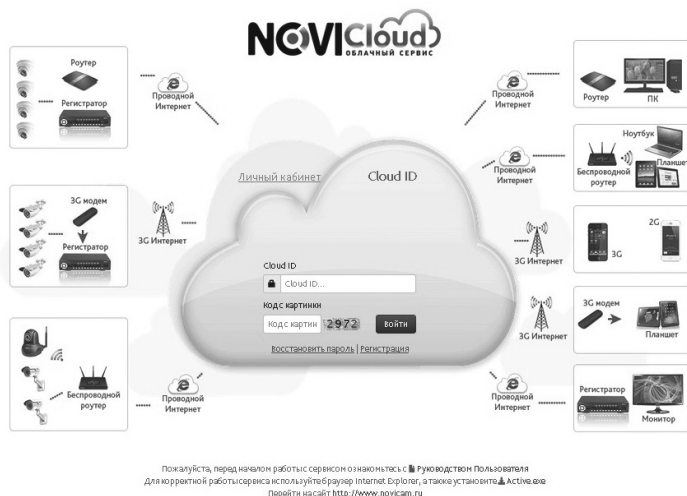 NOVICloud
ОБЛАЧНЫЙ СЕРВИС
Роутер
Регистратор
Проводной
Интернет
3G модем
Регистратор
3G Интернет
Беспроводной
роутер
Проводной
Интернет
Личный кабинет
Cloud ID
Cloud ID
Cloud ID...
Код с картинки
Код с картин
2972
Войти
Восстановить пароль | Регистрация
Проводной
Интернет
Роутер
ПК
Проводной
Интернет
Ноутбук
Планшет
Беспроводной
роутер
3G Интернет
3G
2G
3G Интернет
3G модем
Планшет
Проводной
Интернет
Регистратор
Монитор
Пожалуйста, перед началом работы с сервисом ознакомьтесь с Руководством Пользователя
Для корректной работы сервиса используйте браузер Internet Explorer, а также установите Active.exe
Перейти на сайт http://www.novicam.ru